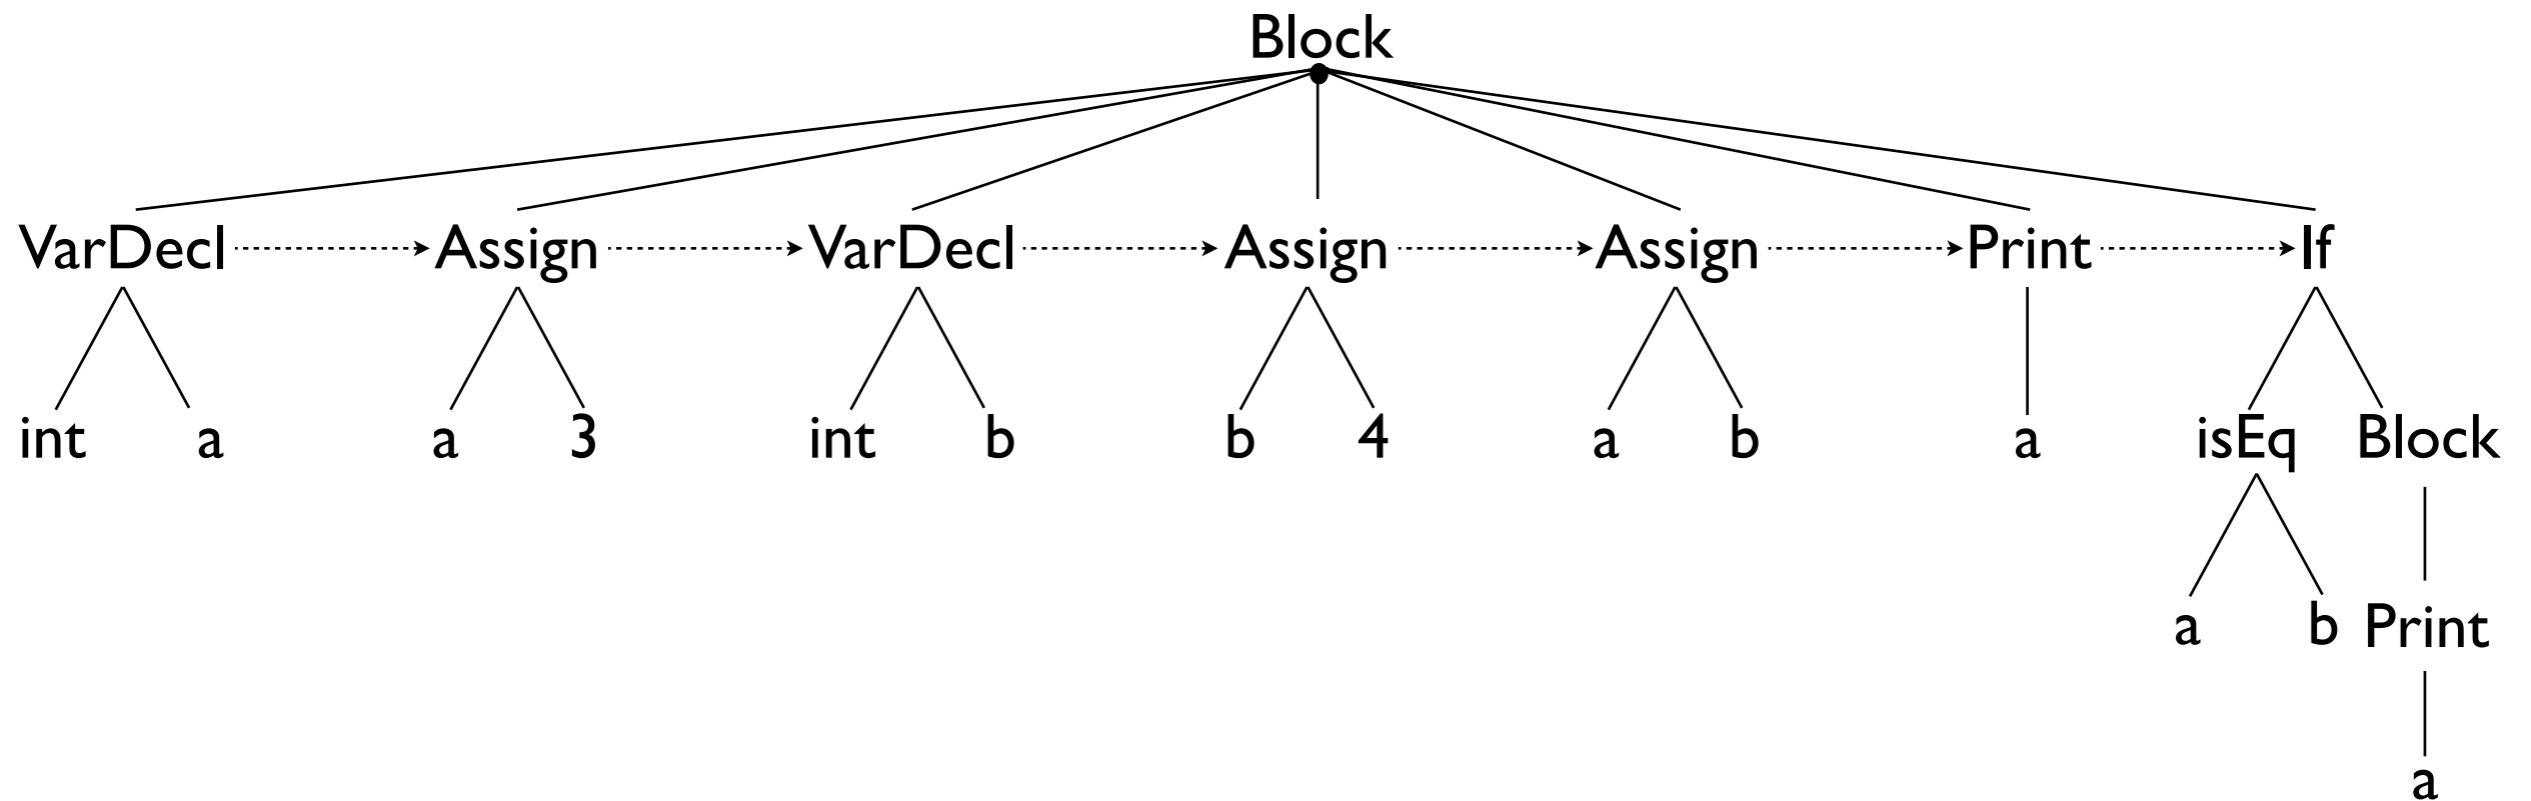 Block
VarDecl Assign VarDecl Assign Assign Print If
int a a 3 int b b 4 a b a isEq Block
a b Print
a